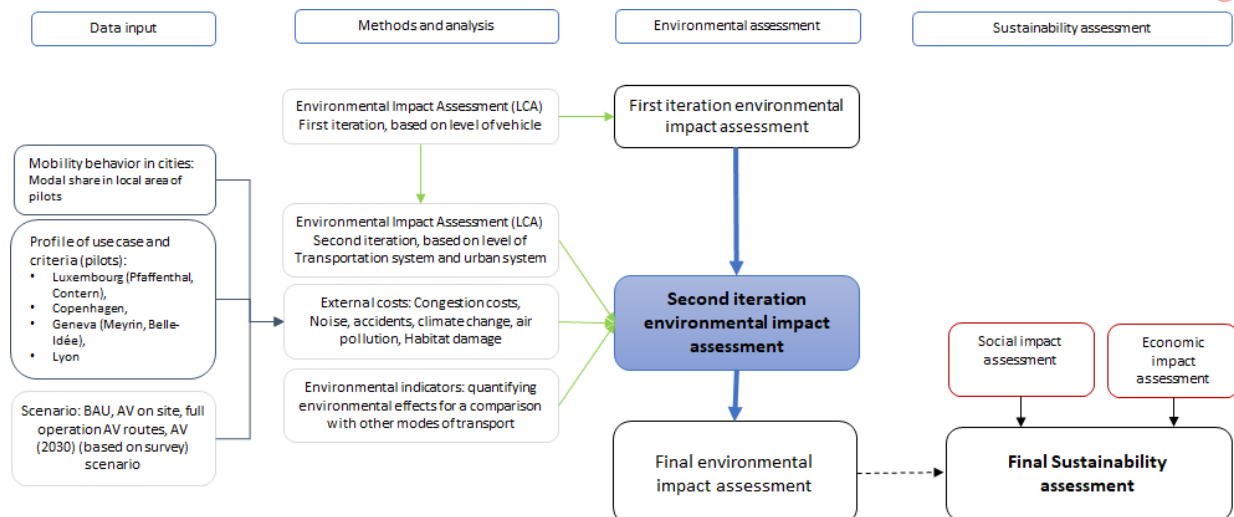 Data input
Methods and analysis
Environmental assessment
Sustainability assessment
Environmental Impact Assessment (LCA)
First iteration, based on level of vehicle
First iteration environmental
impact assessment
Mobility behavior in cities:
Modal share in local area of
pilots
Profile of use case and
criteria (pilots):
• Luxembourg (Pfaffenthal,
Contern),
• Copenhagen,
• Geneva (Meyrin, Belle-
Idée),
• Lyon
Scenario: BAU, AV on site, full
operation AV routes, AV
(2030) (based on survey)
scenario
Environmental Impact Assessment (LCA)
Second iteration, based on level of
Transportation system and urban system
External costs: Congestion costs,
Noise, accidents, climate change, air
pollution, Habitat damage
Environmental indicators: quantifying
environmental effects for a comparison
with other modes of transport
Second iteration
environmental impact
assessment
Final environmental
impact assessment
Social impact
assessment
Economic
impact
assessment
Final Sustainability
assessment